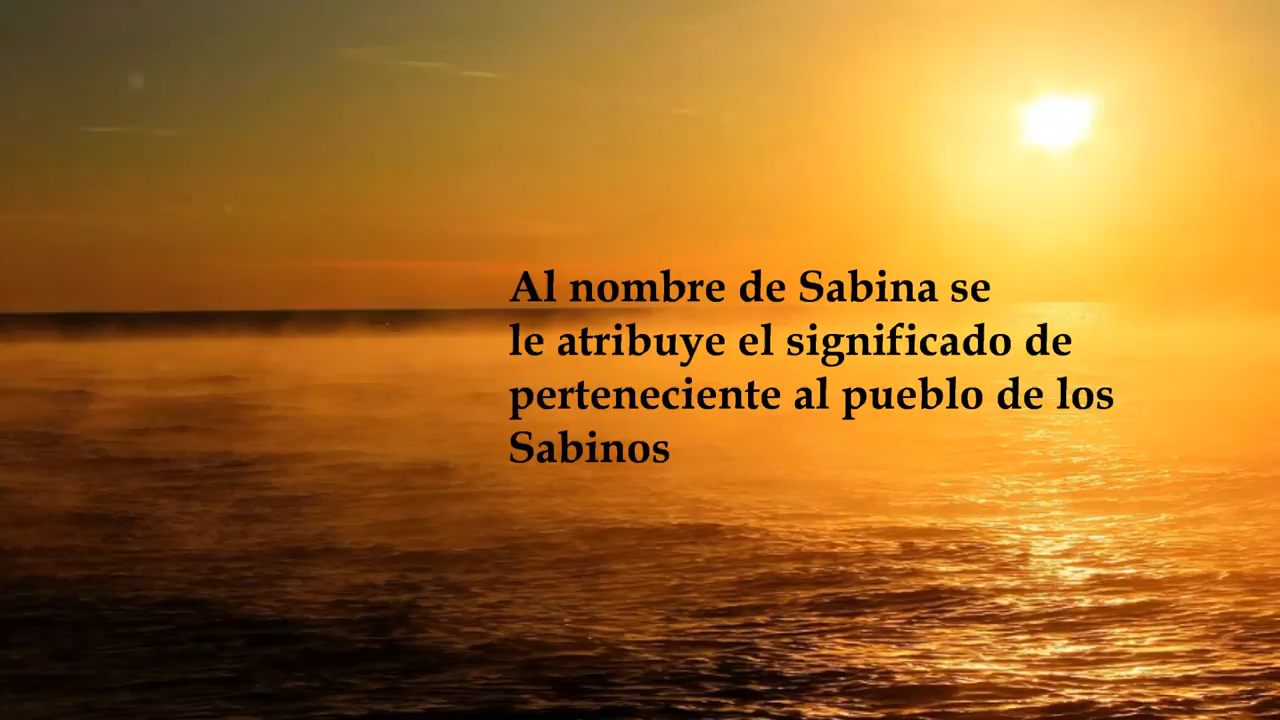 Al nombre de Sabina se
le atribuye el significado de
perteneciente al pueblo de los
Sabinos